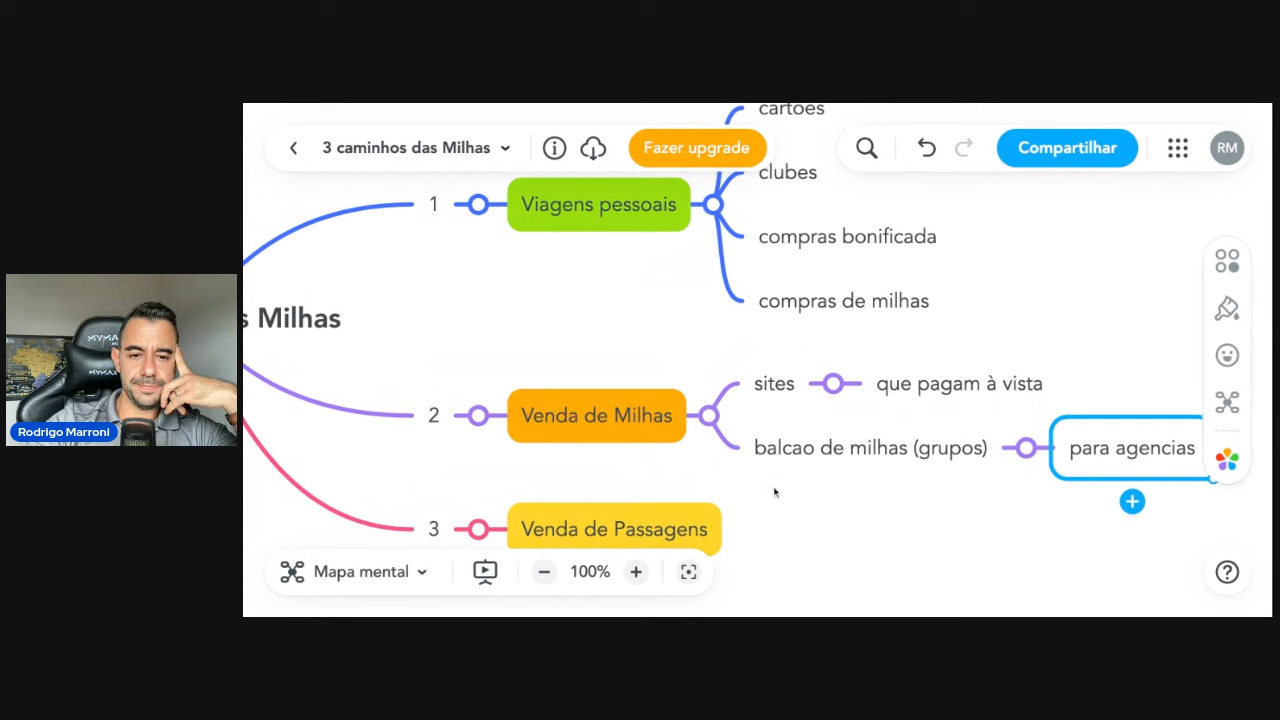 cartoes
3 caminhos das Milhas
Fazer upgrade
Compartilhar
RM
clubes
1
Viagens pessoais
compras bonificada
compras de milhas
s Milhas
sites
que pagam à vista
2
Venda de Milhas
balcao de milhas (grupos)
para agencias
Rodrigo Marroni
3
Venda de Passagens
Mapa mental
100%